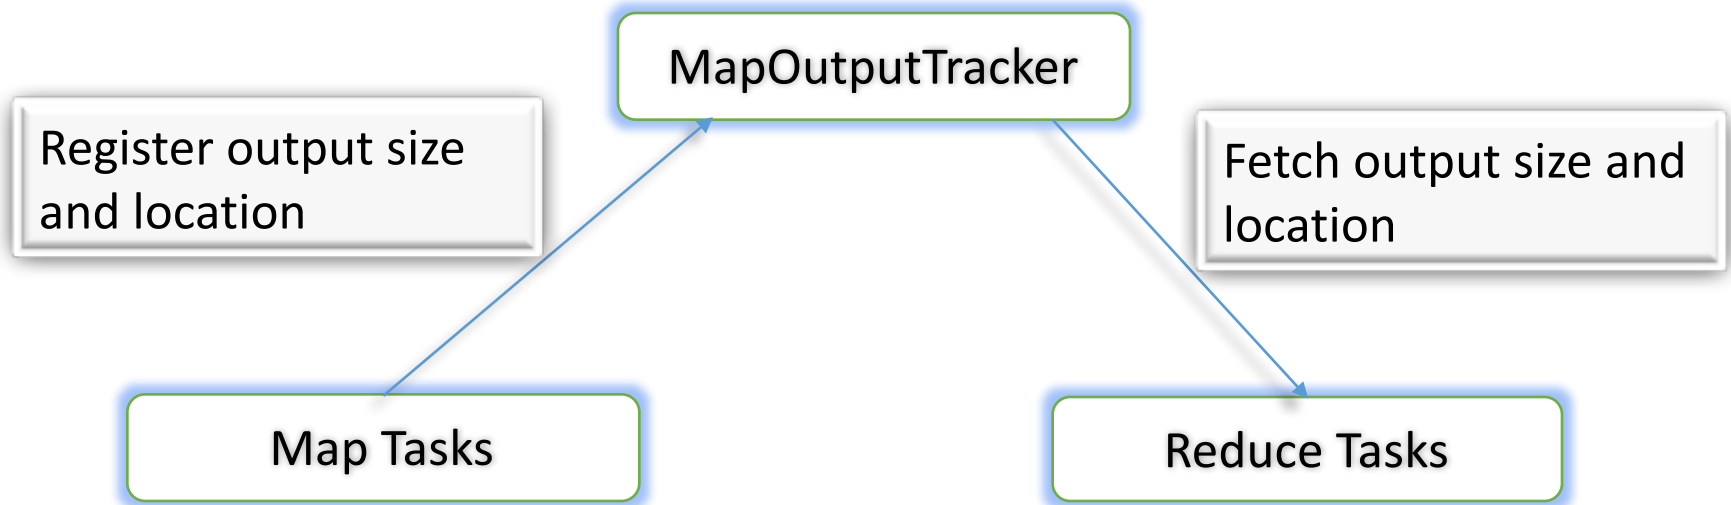 MapOutputTracker
Register output size
and location
Fetch output size and
location
Map Tasks
Reduce Tasks